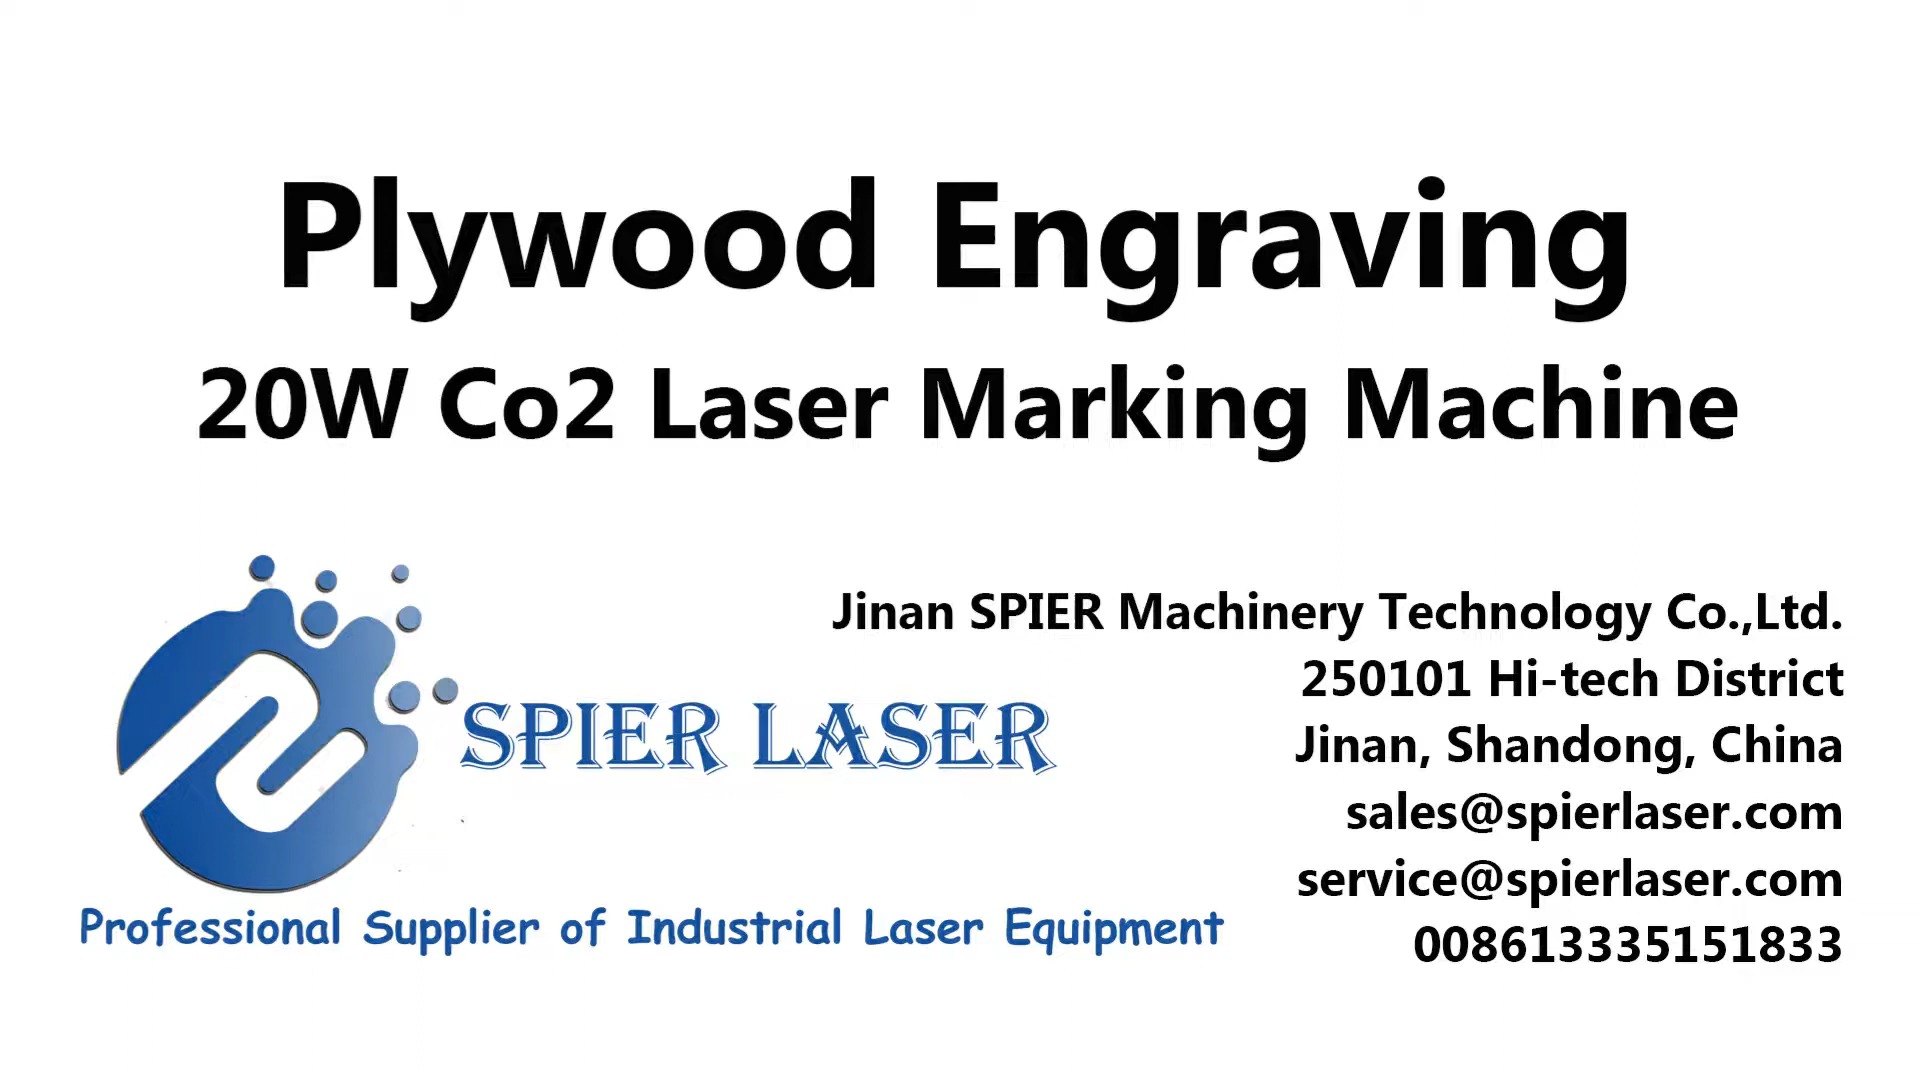 Plywood Engraving
20W Co2 Laser Marking Machine
SPIER LASER
Professional Supplier of Industrial Laser Equipment
Jinan SPIER Machinery Technology Co.,Ltd.
250101 Hi-tech District
Jinan, Shandong, China
sales@spierlaser.com
service@spierlaser.com
008613335151833